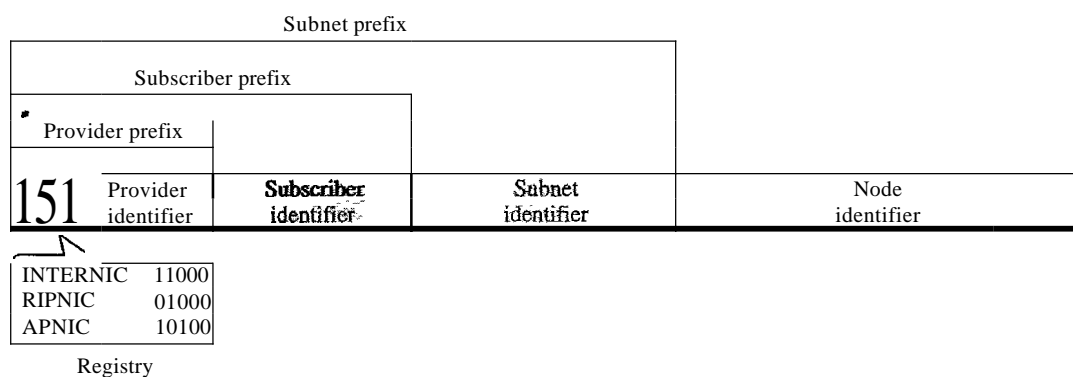 Subnet prefix
Subscriber prefix
Provider prefix
151
Provider identifier
Subscriber identifier
Subnet identifier
Node identifier
INTERNIC 11000
RIPNIC 01000
APNIC 10100
Registry